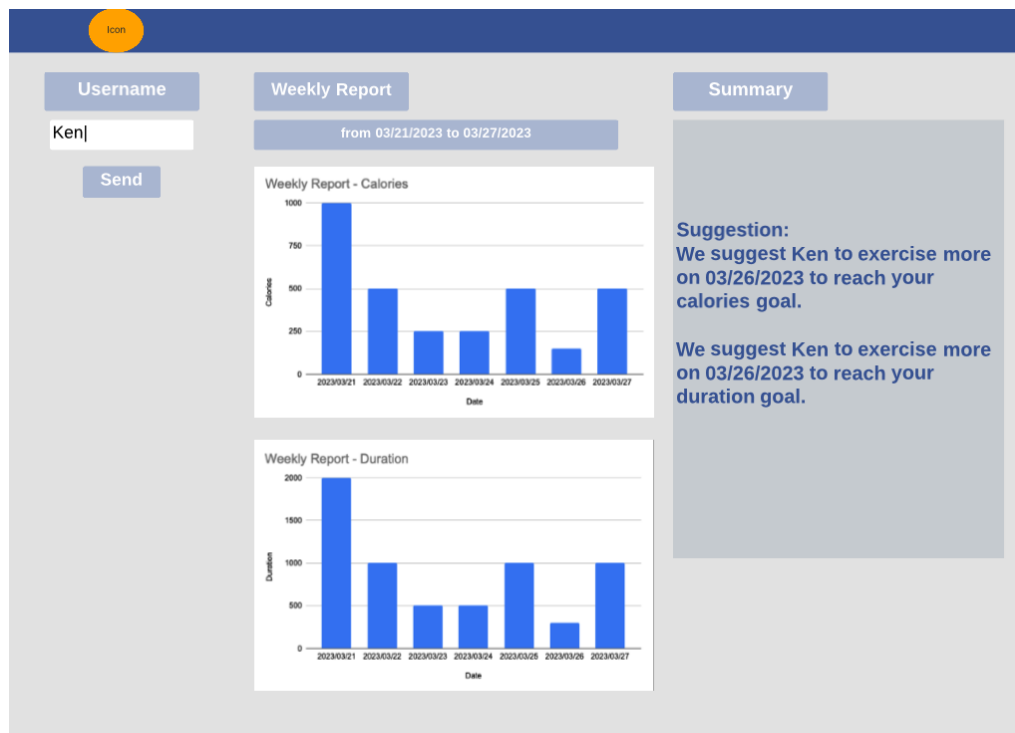 Icon
Username
Ken
Send
Weekly Report
from 03/21/2023 to 03/27/2023
Weekly Report - Calories
1000
750
500
250
0
Calories
2023/03/21 2023/03/22 2023/03/23 2023/03/24 2023/03/25 2023/03/26 2023/03/27
Date
Weekly Report - Duration
2000
1500
1000
500
0
Duration
2023/03/21 2023/03/22 2023/03/23 2023/03/24 2023/03/25 2023/03/26 2023/03/27
Date
Summary
Suggestion:
We suggest Ken to exercise more
on 03/26/2023 to reach your
calories goal.
We suggest Ken to exercise more
on 03/26/2023 to reach your
duration goal.